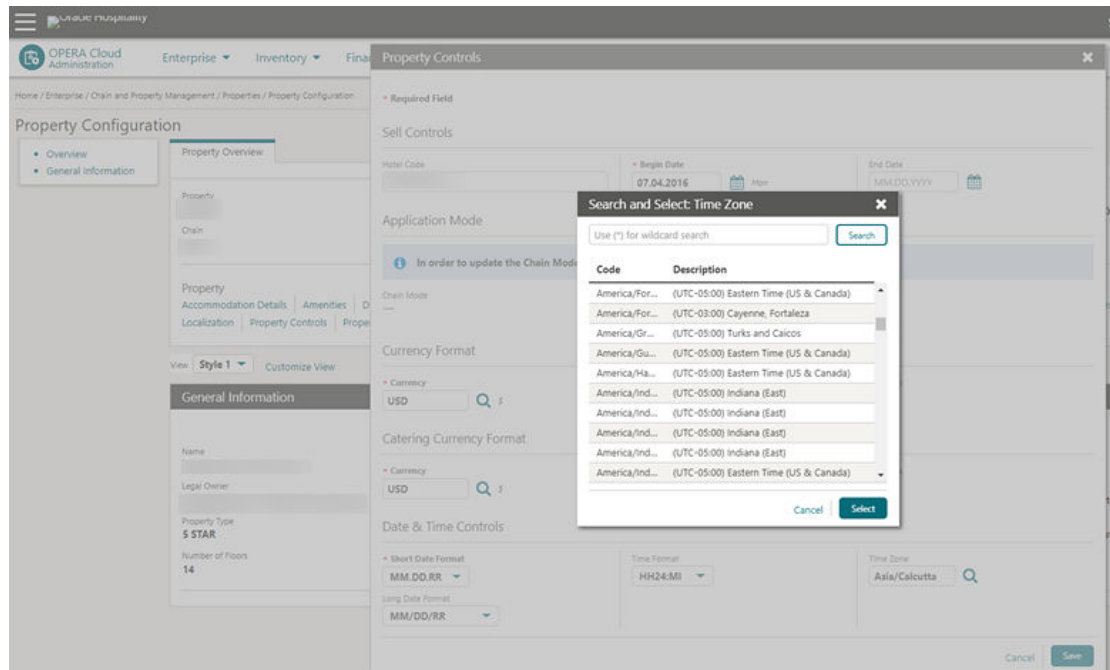 Oracle Hospitality
OPERA Cloud
Administration
Enterprise
Inventory
Home / Enterprise / Chain and Property Management / Properties / Property Configuration
Property Configuration
• Overview
• General Information
Property Overview
Property
Chain
Property
Accommodation Details Amenities
Localization Property Controls
View Style 1 Customize View
General Information
Name
Legal Owner
Property Type
5 STAR
Number of Floors
14
Property Controls
* Required Field
Sell Controls
Hotel Code
* Begin Date
07.04.2016
End Date
MM.DD.YYYY
Application Mode
In order to update the Chain Mode
Chain Mode
—
Currency Format
* Currency
USD
Catering Currency Format
* Currency
USD
Date & Time Controls
* Short Date Format
MM.DD.RR
Time Format
HH24:MI
Time Zone
Asia/Calcutta
Long Date Format
MM/DD/RR
Cancel Save
Search and Select: Time Zone
Use (*) for wildcard search Search
Code Description
America/For... (UTC-05:00) Eastern Time (US & Canada)
America/For... (UTC-03:00) Cayenne, Fortaleza
America/Gr... (UTC-05:00) Turks and Caicos
America/Gu... (UTC-05:00) Eastern Time (US & Canada)
America/Ha... (UTC-05:00) Eastern Time (US & Canada)
America/Ind... (UTC-05:00) Indiana (East)
America/Ind... (UTC-05:00) Indiana (East)
America/Ind... (UTC-05:00) Indiana (East)
America/Ind... (UTC-05:00) Indiana (East)
America/Ind... (UTC-05:00) Eastern Time (US & Canada)
Cancel Select